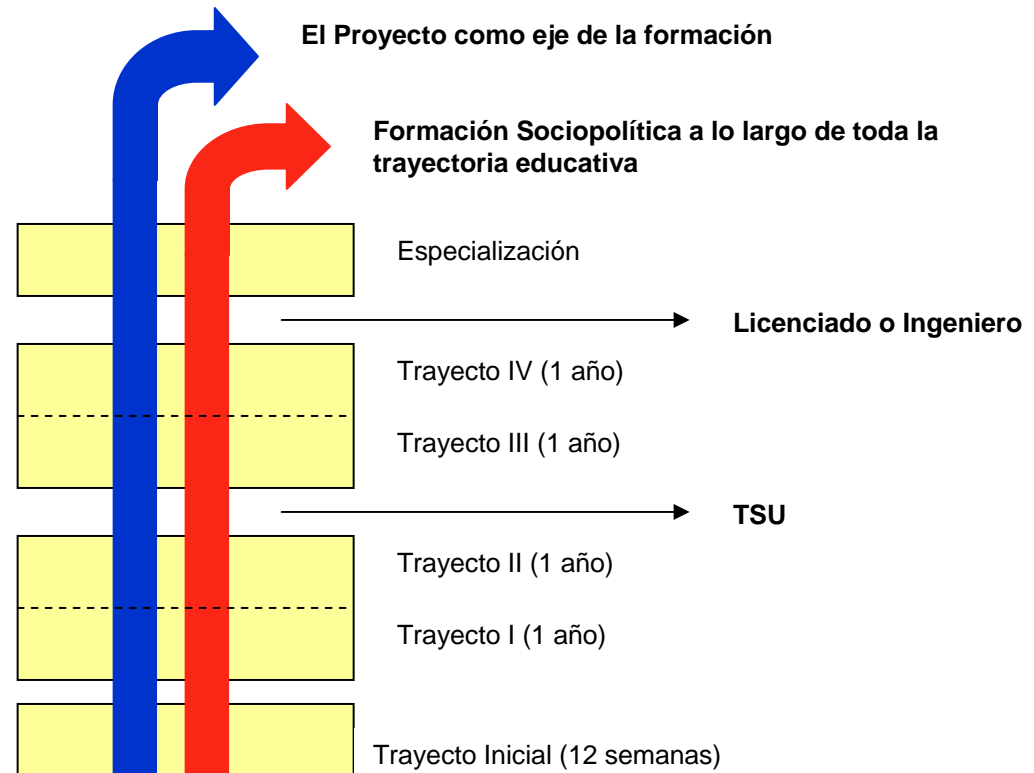 El Proyecto como eje de la formación
Formación Sociopolítica a lo largo de toda la
trayectoria educativa
Especialización
Licenciado o Ingeniero
Trayecto IV (1 año)
Trayecto III (1 año)
TSU
Trayecto II (1 año)
Trayecto I (1 año)
Trayecto Inicial (12 semanas)